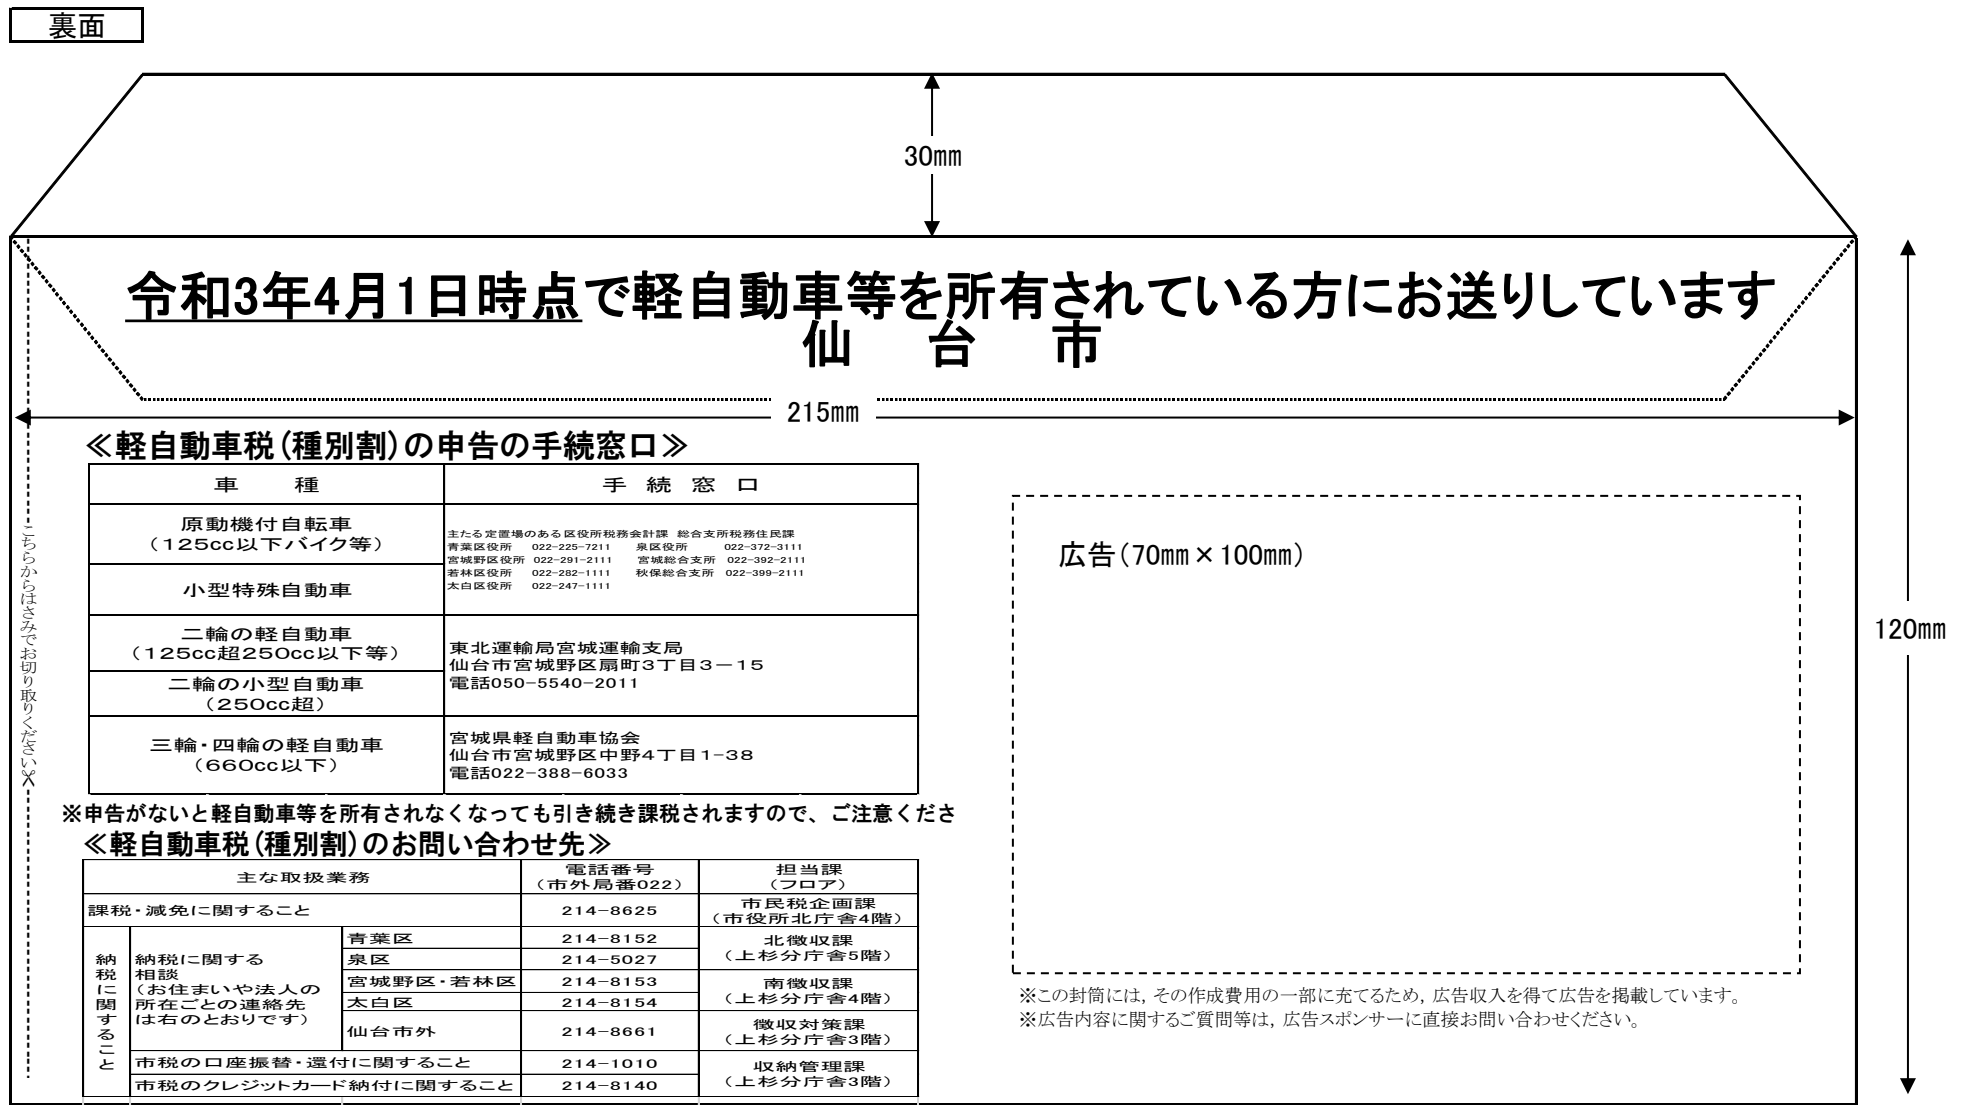 裏面
30mm
令和3年4月1日時点で軽自動車等を所有されている方にお送りしています
仙　台　市
215mm
120mm
こちらからはさみでお切り取りください✂
≪軽自動車税(種別割)の申告の手続窓口≫
車　種
手 続 窓 口
原動機付自転車
(125cc以下バイク等)
小型特殊自動車
主たる定置場のある区役所税務会計課 総合支所税務住民課
青葉区役所 022-225-7211 泉区役所 022-372-3111
宮城野区役所 022-291-2111 宮城総合支所 022-392-2111
若林区役所 022-282-1111 秋保総合支所 022-399-2111
太白区役所 022-247-1111
二輪の軽自動車
(125cc超250cc以下等)
二輪の小型自動車
(250cc超)
東北運輸局宮城運輸支局
仙台市宮城野区扇町3丁目3－15
電話050-5540-2011
三輪・四輪の軽自動車
(660cc以下)
宮城県軽自動車協会
仙台市宮城野区中野4丁目1-38
電話022-388-6033
※申告がないと軽自動車等を所有されなくなっても引き続き課税されますので、ご注意くださ
≪軽自動車税(種別割)のお問い合わせ先≫
主な取扱業務
電話番号
(市外局番022)
担当課
(フロア)
課税・減免に関すること
214-8625
市民税企画課
(市役所北庁舎4階)
納税に関すること
納税に関する
相談
(お住まいや法人の
所在ごとの連絡先
は右のとおりです)
青葉区
214-8152
泉区
214-5027
北徴収課
(上杉分庁舎5階)
宮城野区・若林区
214-8153
太白区
214-8154
南徴収課
(上杉分庁舎4階)
仙台市外
214-8661
徴収対策課
(上杉分庁舎3階)
市税の口座振替・還付に関すること
214-1010
市税のクレジットカード納付に関すること
214-8140
収納管理課
(上杉分庁舎3階)
広告(70mm×100mm)
※この封筒には，その作成費用の一部に充てるため，広告収入を得て広告を掲載しています。
※広告内容に関するご質問等は，広告スポンサーに直接お問い合わせください。